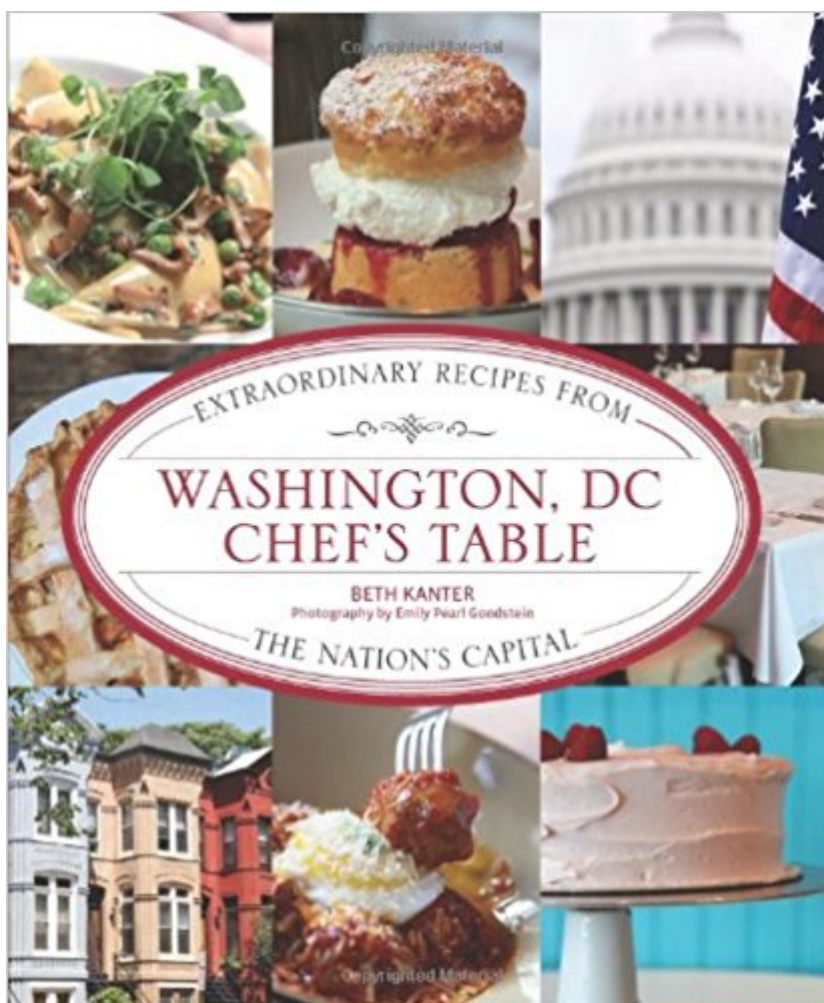 Copyrighted Material
EXTRAORDINARY RECIPES FROM
WASHINGTON, DC
CHEF'S TABLE
BETH KANTER
Photography by Emily Pearl Goodstein
THE NATION'S CAPITAL
Copyrighted Material